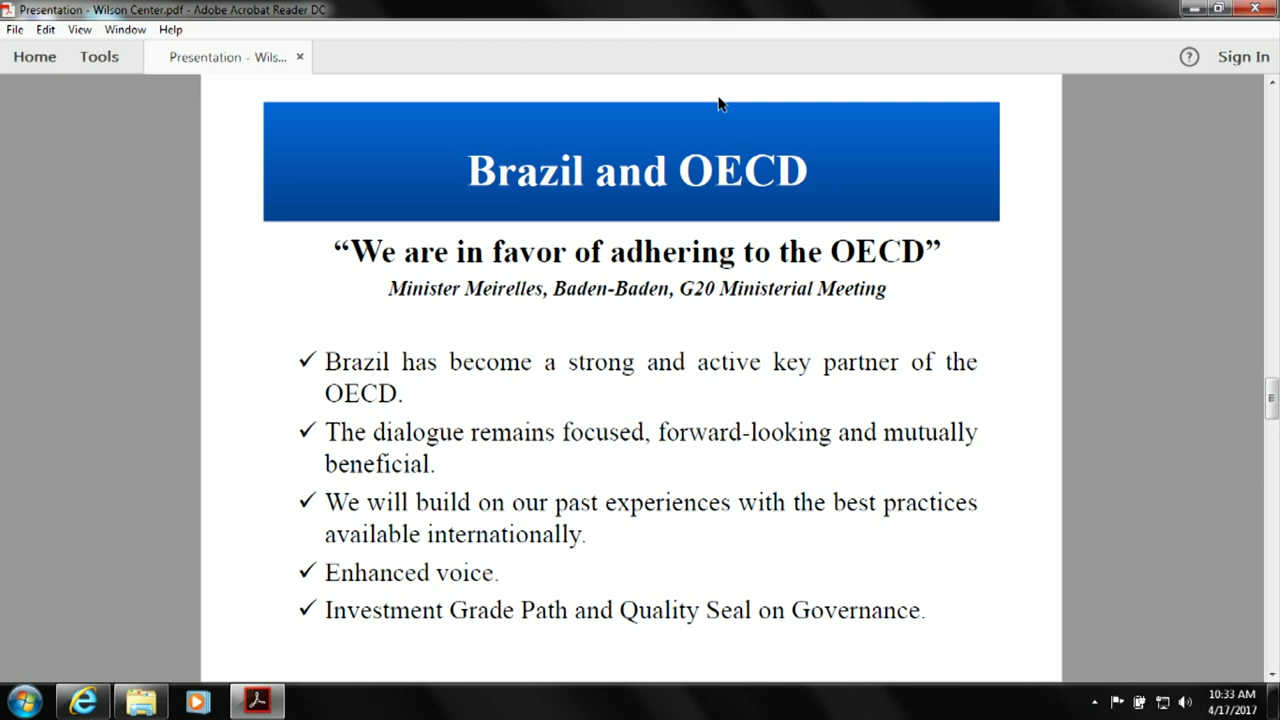 Presentation - Wilson Center.pdf - Adobe Acrobat Reader DC
File Edit View Window Help
Home Tools Presentation - Wils... × ? Sign In
Brazil and OECD
“We are in favor of adhering to the OECD”
Minister Meirelles, Baden-Baden, G20 Ministerial Meeting
✓ Brazil has become a strong and active key partner of the
OECD.
✓ The dialogue remains focused, forward-looking and mutually
beneficial.
✓ We will build on our past experiences with the best practices
available internationally.
✓ Enhanced voice.
✓ Investment Grade Path and Quality Seal on Governance.
10:33 AM
4/17/2017